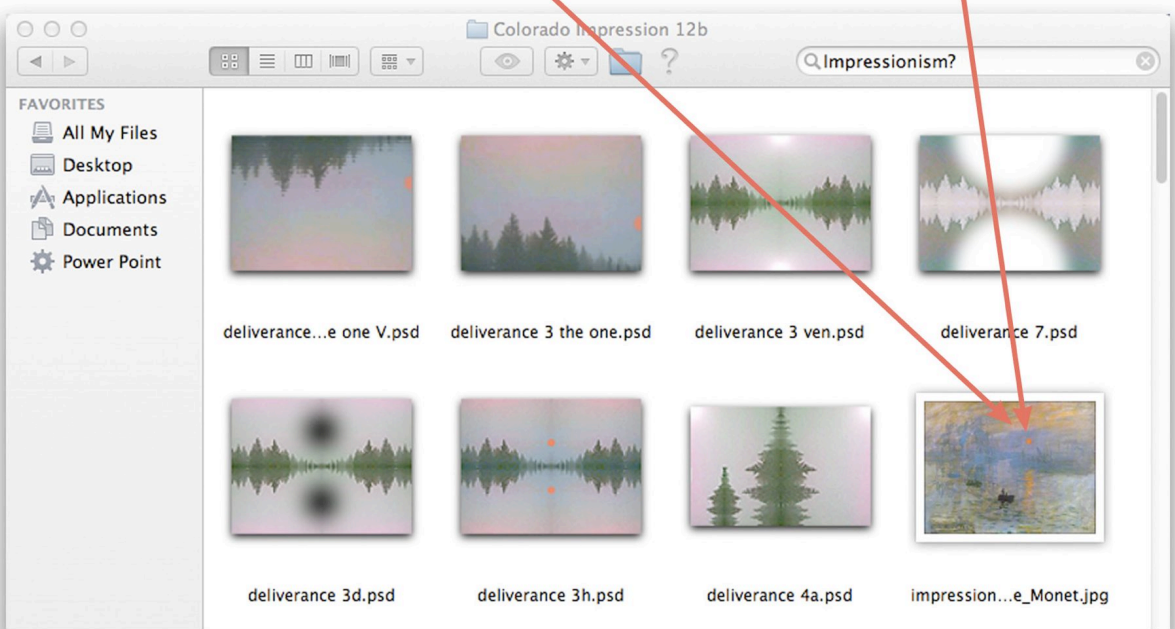 Colorado Impression 12b
? Impressionism?
FAVORITES
All My Files
Desktop
Applications
Documents
Power Point
deliverance...e one V.psd
deliverance 3 the one.psd
deliverance 3 ven.psd
deliverance 7.psd
deliverance 3d.psd
deliverance 3h.psd
deliverance 4a.psd
impression...e_Monet.jpg